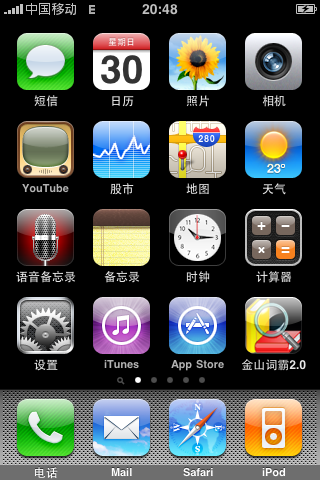 中国移动 E 20:48
星期日
30
短信 日历 照片 相机
280
23°
YouTube 股市 地图 天气
语音备忘录 备忘录 时钟 计算器
设置 iTunes App Store 金山词霸2.0
电话 Mail Safari iPod